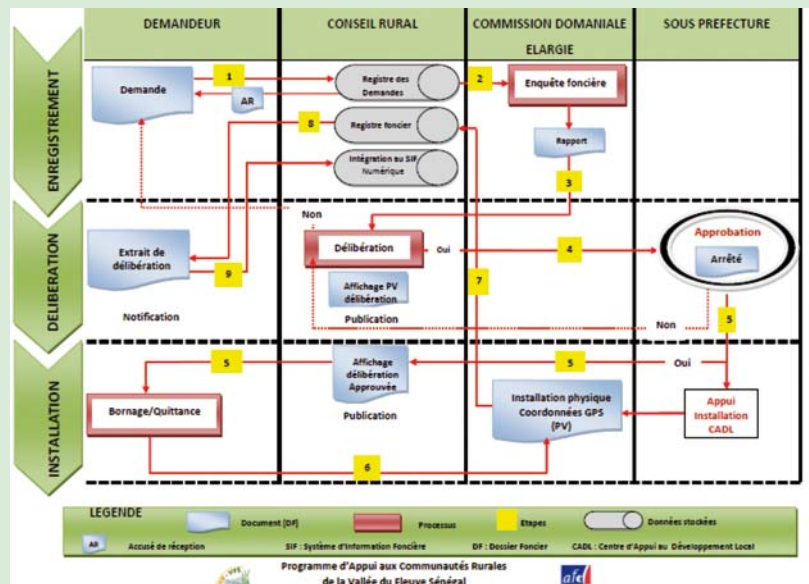 DEMANDEUR
CONSEIL RURAL
COMMISSION DOMANIALE
ELARGIE
SOUS PREFECTURE
ENREGISTREMENT
Demande
1
AR
Registre des
Demandes
2
Enquête foncière
8
Registre foncier
Rapport
Intégration au SIF
Numérique
3
DELIBERATION
Non
Extrait de
délibération
9
Délibération
Oui
4
Approbation
Arrêté
7
Affichage PV
délibération
Notification
Publication
Non
5
INSTALLATION
5
Affichage
délibération
Approuvée
5
Oui
Bornage/Quittance
Publication
Installation physique
Coordonnées GPS
(PV)
Appui
Installation
CADL
6
LEGENDE
Document (DF)
Processus
Etapes
Données stockées
AR
Accusé de réception
SIF : Système d'Information Foncière
DF : Dossier Foncier
CADL : Centre d'Appui au Développement Local
Programme d'Appui aux Communautés Rurales
de la Vallée du Fleuve Sénégal
afd